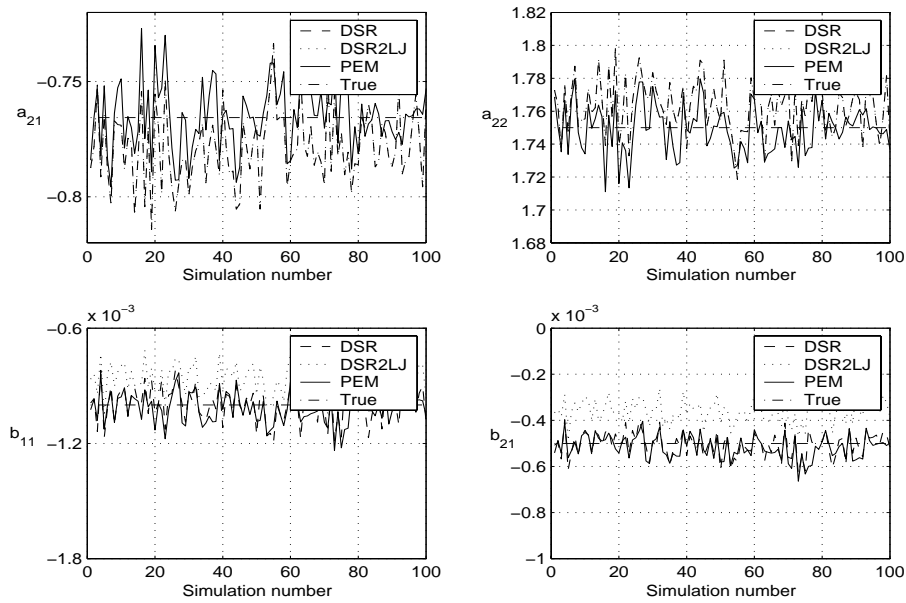 DSR
DSR2LJ
PEM
True
−0.75
−0.8
a21
0 20 40 60 80 100
Simulation number
1.8
1.78
1.76
1.74
1.72
1.7
1.68
a22
DSR
DSR2LJ
PEM
True
0 20 40 60 80 100
Simulation number
x 10−3
−0.6
−1.2
−1.8
b11
DSR
DSR2LJ
PEM
True
0 20 40 60 80 100
Simulation number
x 10−3
0
−0.2
−0.4
−0.6
−0.8
−1
b21
DSR
DSR2LJ
PEM
True
0 20 40 60 80 100
Simulation number